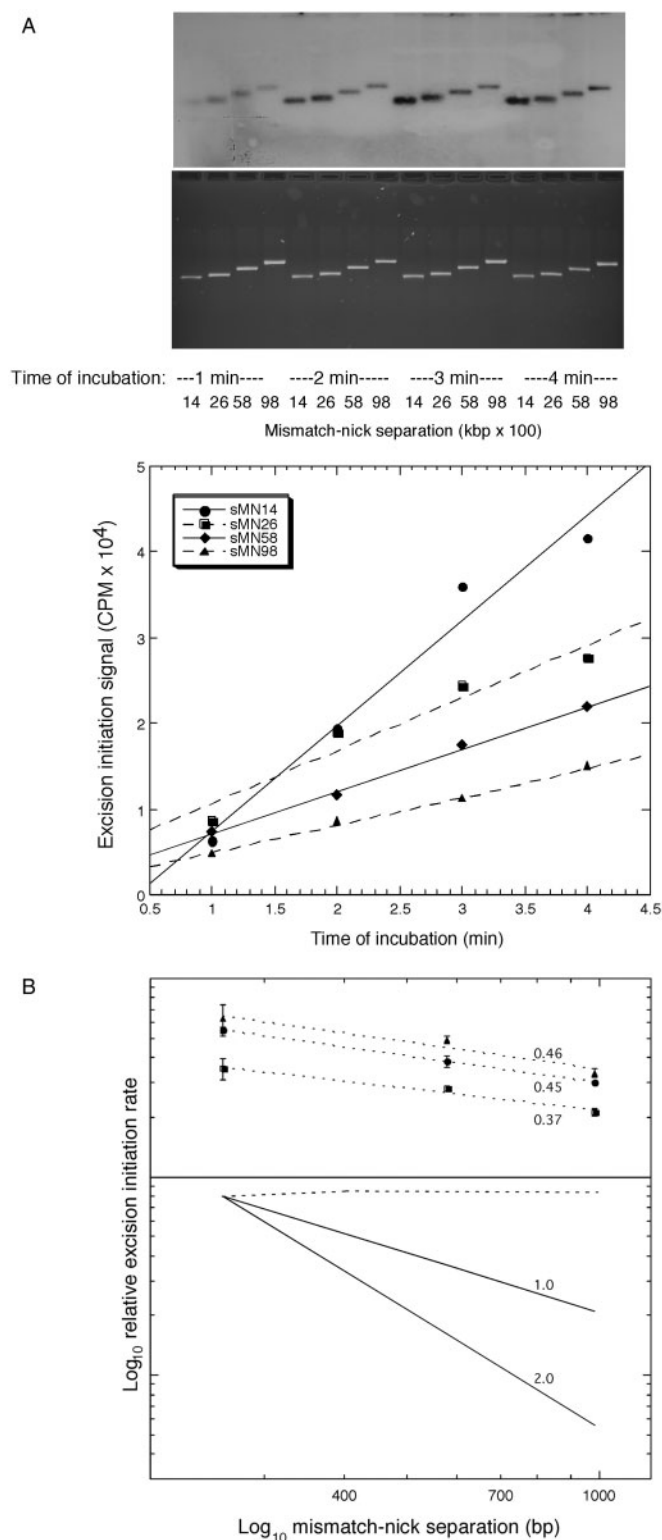 A
Time of incubation: ---1 min---- ----2 min----- ----3 min---- ----4 min----
14 26 58 98 14 26 58 98 14 26 58 98 14 26 58 98
Mismatch-nick separation (kbp x 100)
Excision initiation signal (CPM x 10⁴)
5
4
3
2
1
0
sMN14
sMN26
sMN58
sMN98
0.5 1 1.5 2 2.5 3 3.5 4 4.5
Time of incubation (min)
B
Log₁₀ relative excision initiation rate
0.46
0.45
0.37
1.0
2.0
400 700 1000
Log₁₀ mismatch-nick separation (bp)